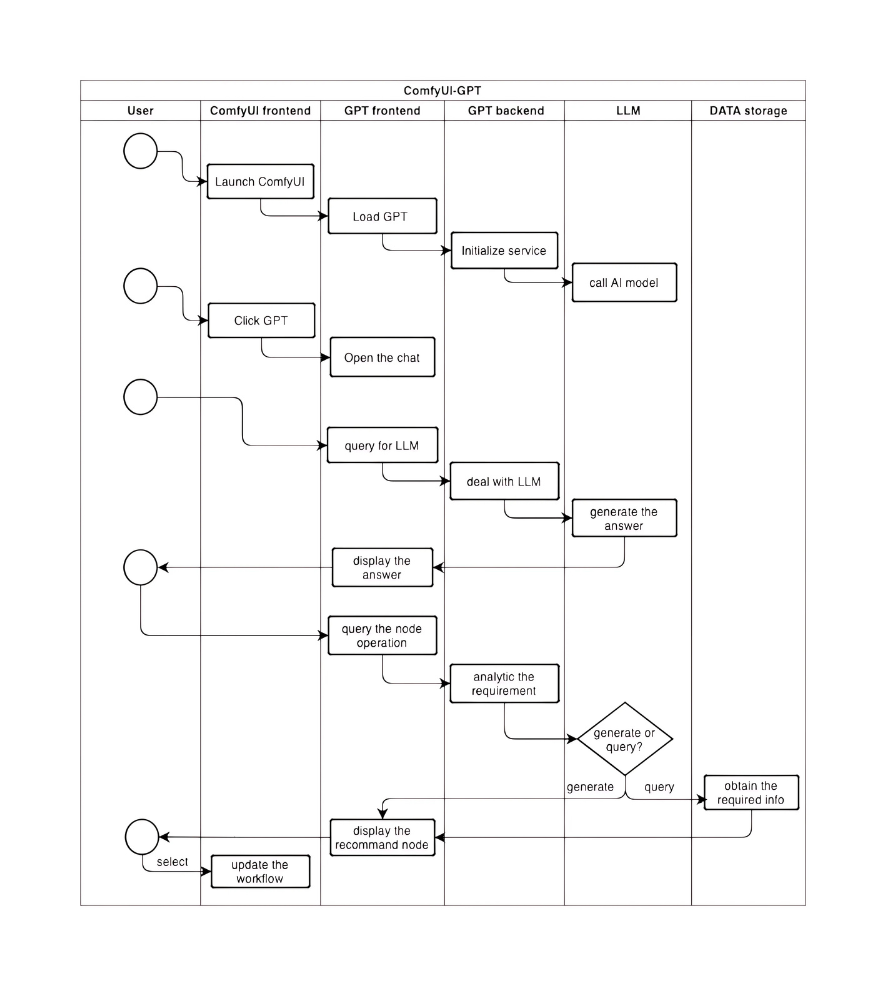 ComfyUI-GPT
User
ComfyUI frontend
GPT frontend
GPT backend
LLM
DATA storage
Launch ComfyUI
Load GPT
Initialize service
call AI model
Click GPT
Open the chat
query for LLM
deal with LLM
generate the
answer
display the
answer
query the node
operation
analytic the
requirement
generate or
query?
generate
query
obtain the
required info
display the
recommand node
select
update the
workflow